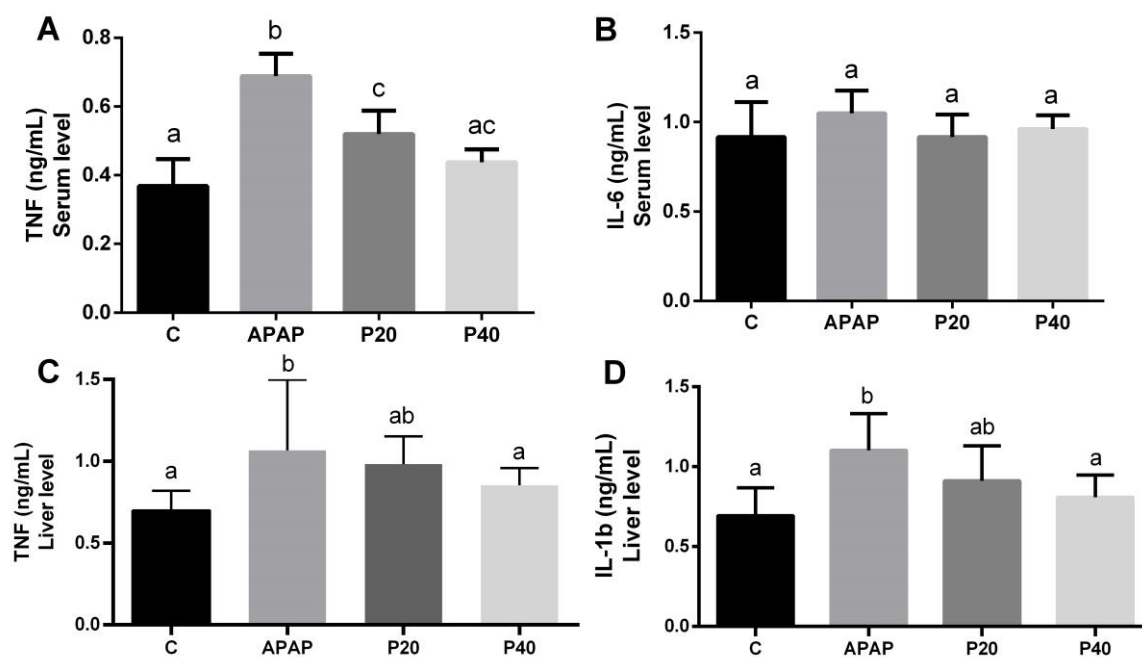 A
TNF (ng/mL)
Serum level
0.8
0.6
0.4
0.2
0.0
a
b
c
ac
C APAP P20 P40
B
IL-6 (ng/mL)
Serum level
1.5
1.0
0.5
0.0
a
a
a
a
C APAP P20 P40
C
TNF (ng/mL)
Liver level
1.5
1.0
0.5
0.0
a
b
ab
a
C APAP P20 P40
D
IL-1b (ng/mL)
Liver level
1.5
1.0
0.5
0.0
a
b
ab
a
C APAP P20 P40